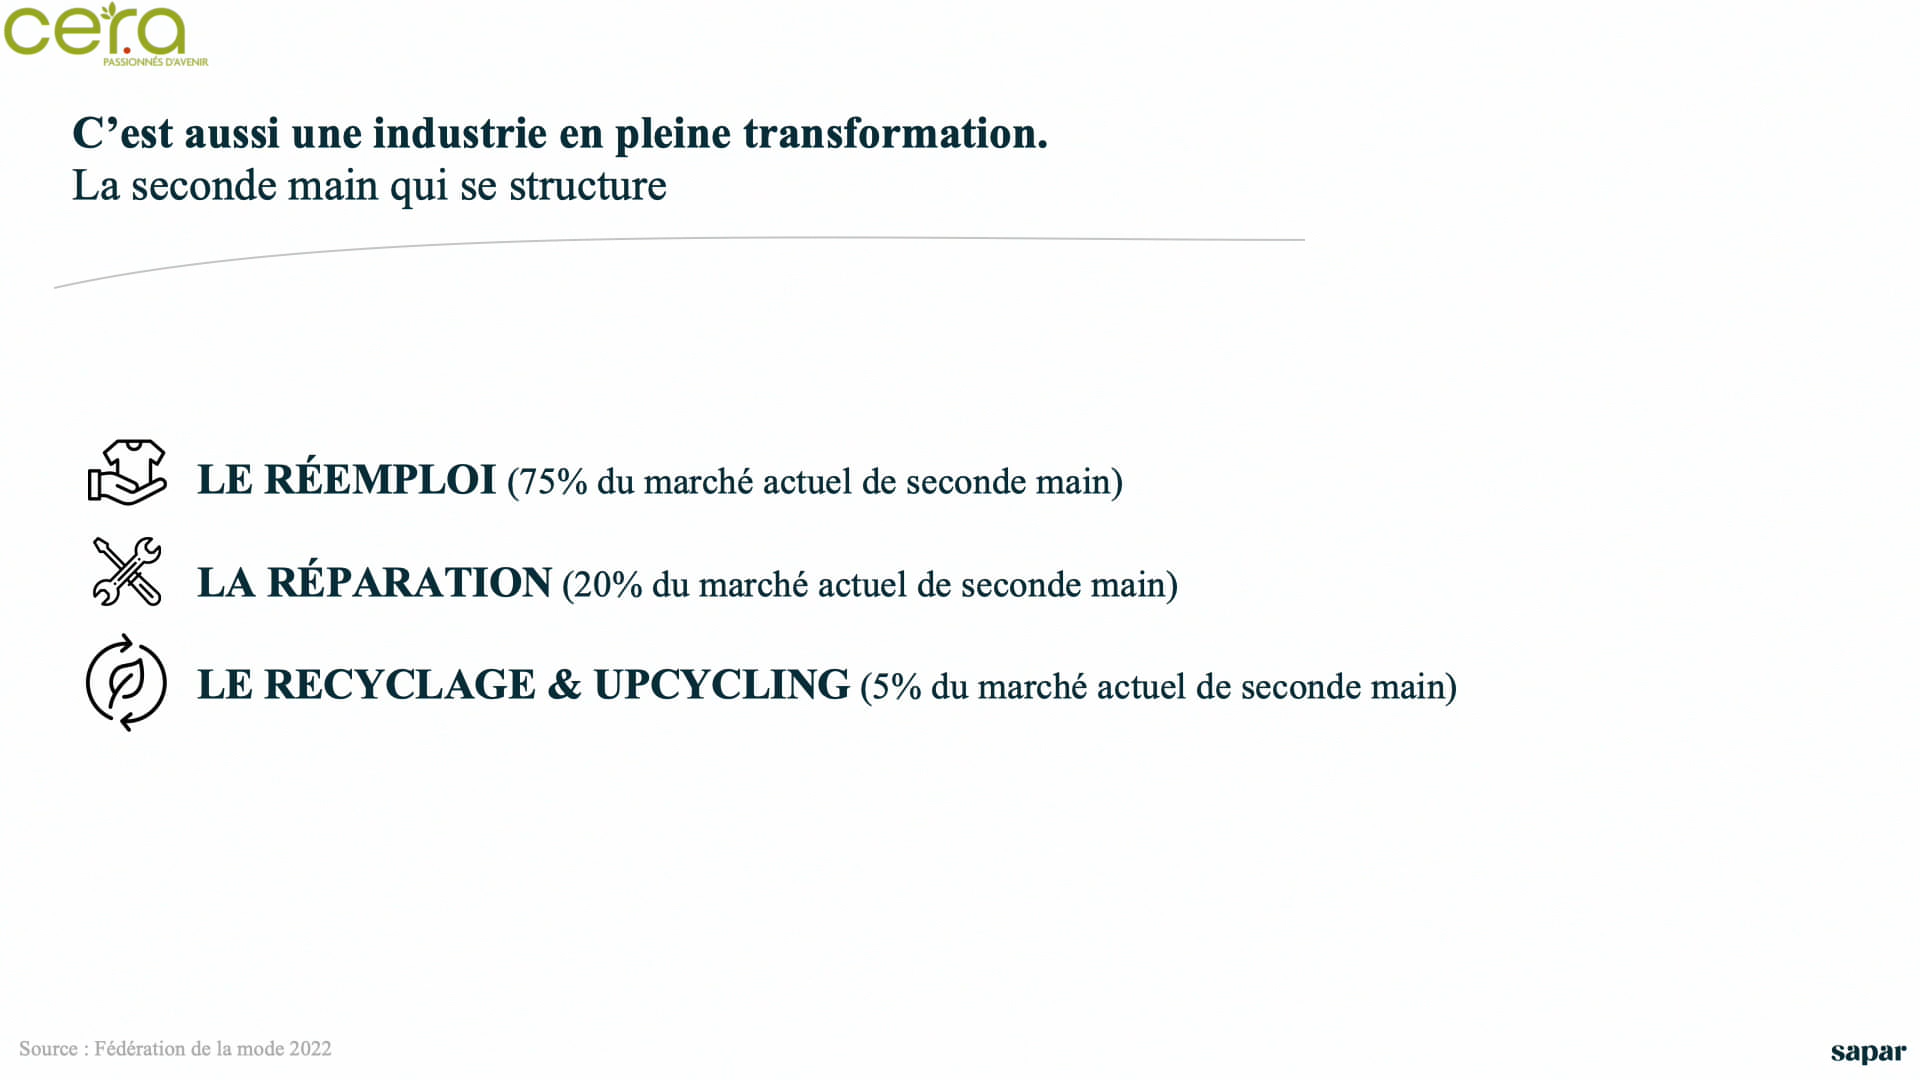 cer.a
PASSIONNÉS D'AVENIR
C’est aussi une industrie en pleine transformation.
La seconde main qui se structure
LE RÉEMPLOI (75% du marché actuel de seconde main)
LA RÉPARATION (20% du marché actuel de seconde main)
LE RECYCLAGE & UPCYCLING (5% du marché actuel de seconde main)
Source : Fédération de la mode 2022
sapar